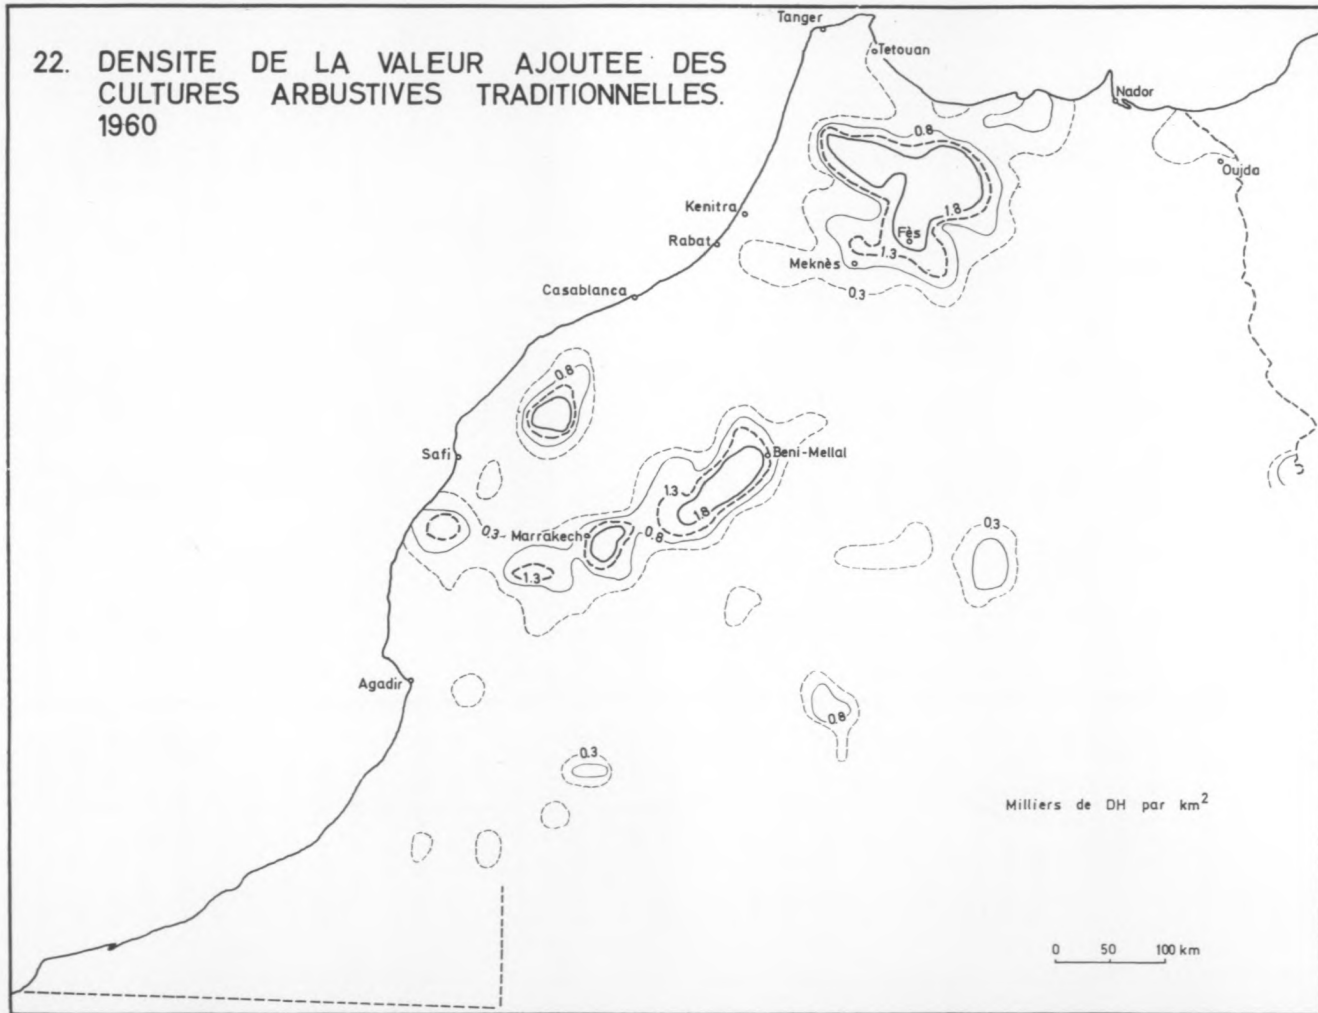 22. DENSITE DE LA VALEUR AJOUTEE DES
CULTURES ARBUSTIVES TRADITIONNELLES.
1960
Tanger
Tetouan
Nador
Oujda
0.8
Kenitra
1.8
Rabat
Fès
1.3
Meknès
0.3
Casablanca
0.8
Safi
Beni-Mellal
1.3
1.8
0.3
Marrakech
0.8
0.3
1.3
Agadir
0.8
0.3
Milliers de DH par km²
0 50 100 km